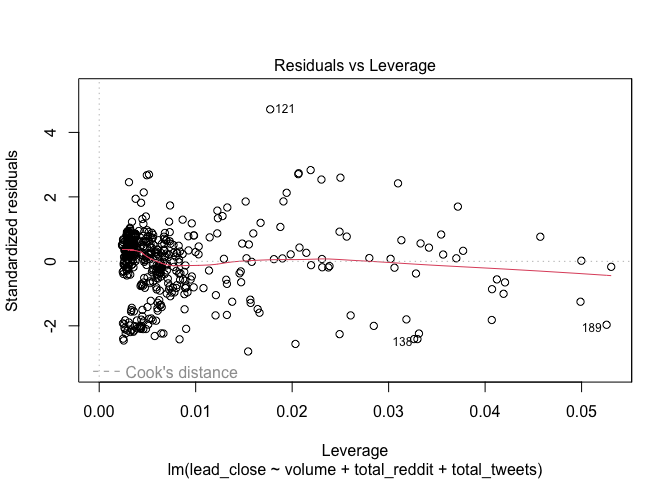 Residuals vs Leverage
Standardized residuals
4
2
0
-2
121
138
189
Cook's distance
0.00 0.01 0.02 0.03 0.04 0.05
Leverage
lm(lead_close ~ volume + total_reddit + total_tweets)